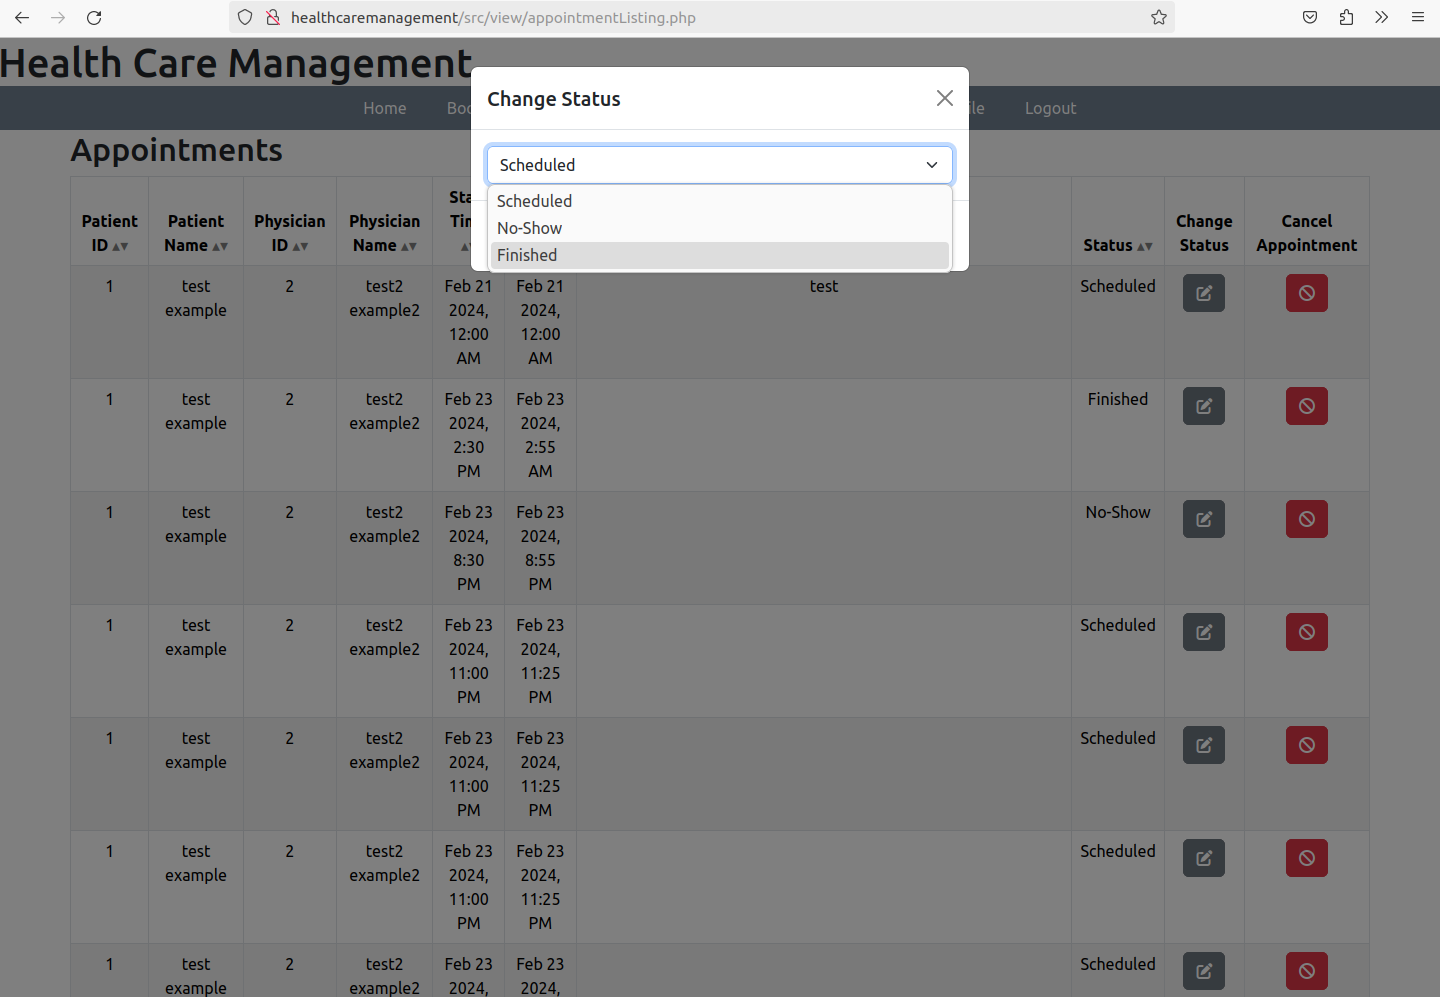 healthcaremanagement/src/view/appointmentListing.php
Health Care Management
Home Logout
Change Status
Scheduled
Scheduled
No-Show
Finished
Appointments
Patient ID Patient Name Physician ID Physician Name Status Change Status Cancel Appointment
1 test example 2 test2 example2 Feb 21 2024, 12:00 AM Feb 21 2024, 12:00 AM test Scheduled
1 test example 2 test2 example2 Feb 23 2024, 2:30 PM Feb 23 2024, 2:55 AM Finished
1 test example 2 test2 example2 Feb 23 2024, 8:30 PM Feb 23 2024, 8:55 PM No-Show
1 test example 2 test2 example2 Feb 23 2024, 11:00 PM Feb 23 2024, 11:25 PM Scheduled
1 test example 2 test2 example2 Feb 23 2024, 11:00 PM Feb 23 2024, 11:25 PM Scheduled
1 test example 2 test2 example2 Feb 23 2024, 11:00 PM Feb 23 2024, 11:25 PM Scheduled
1 test example 2 test2 example2 Feb 23 2024, Feb 23 2024, Scheduled